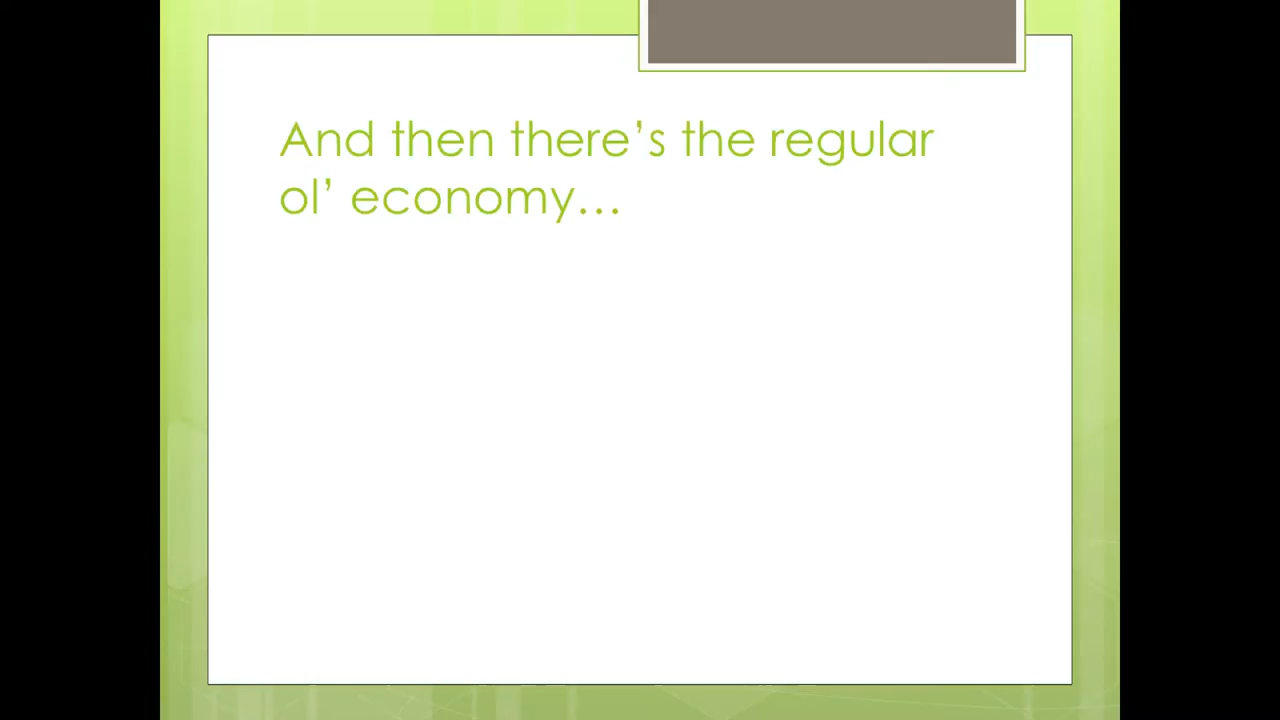 And then there’s the regular
ol’ economy…